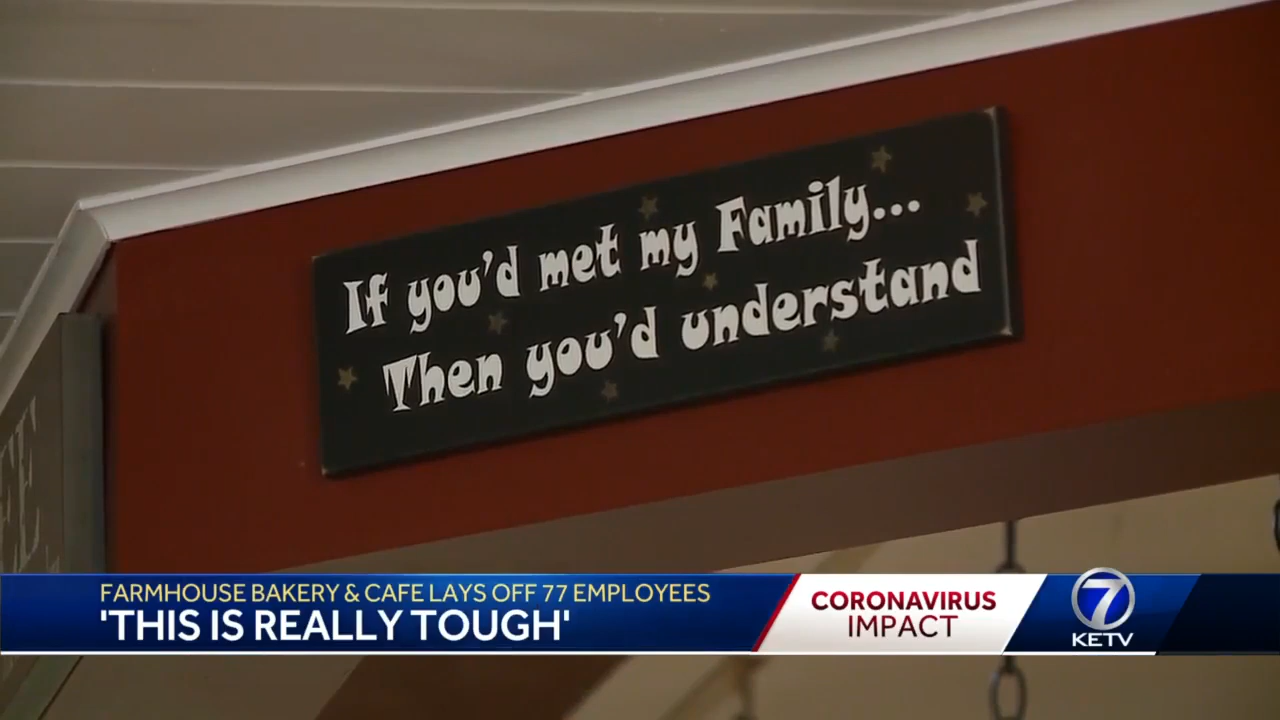 If you'd met my Family...
Then you'd understand
FARMHOUSE BAKERY & CAFE LAYS OFF 77 EMPLOYEES
'THIS IS REALLY TOUGH'
CORONAVIRUS
IMPACT
7
KETV